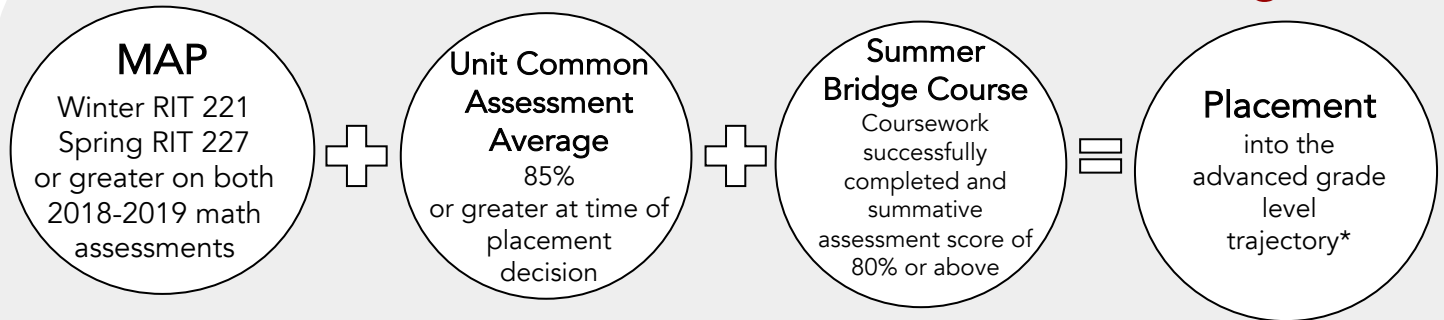 MAP
Winter RIT 221
Spring RIT 227
or greater on both
2018-2019 math
assessments
Unit Common
Assessment
Average
85%
or greater at time of
placement
decision
Summer
Bridge Course
Coursework
successfully
completed and
summative
assessment score of
80% or above
Placement
into the
advanced grade
level
trajectory*